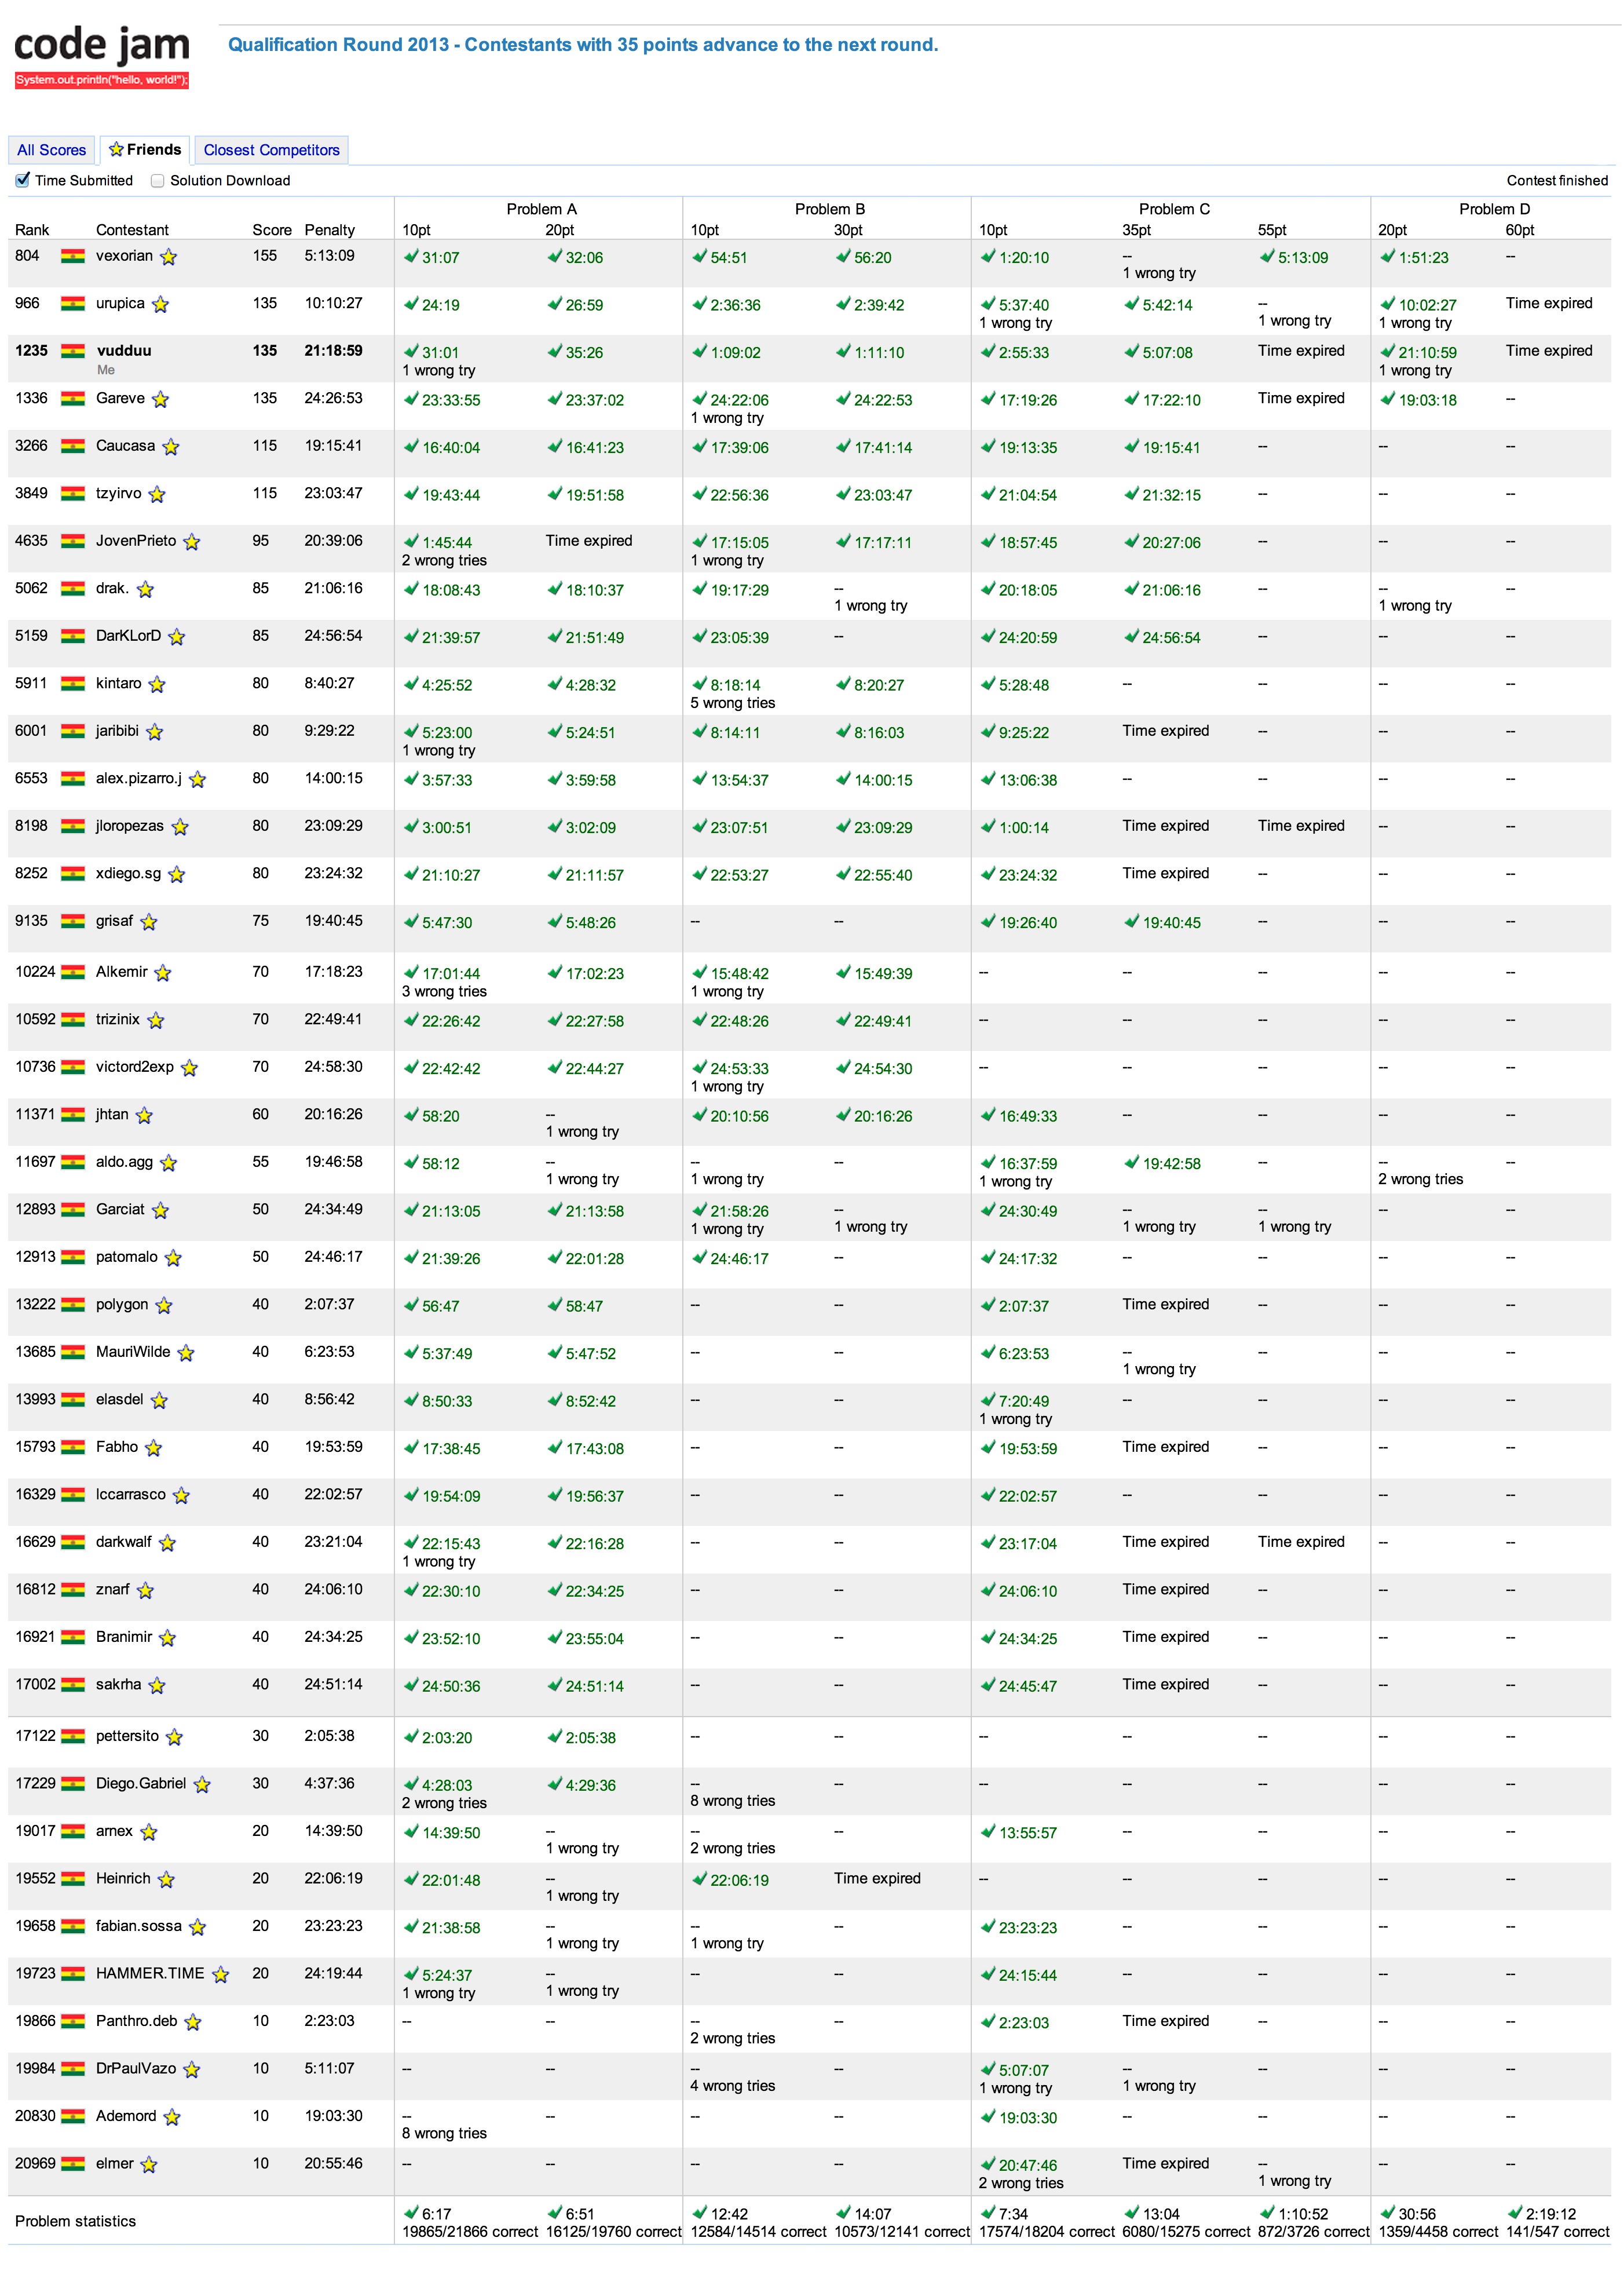 code jam
System.out.println("hello, world!");
Qualification Round 2013 - Contestants with 35 points advance to the next round.
All Scores Friends Closest Competitors
Time Submitted Solution Download Contest finished
Problem A Problem B Problem C Problem D
Rank Contestant Score Penalty 10pt 20pt 10pt 30pt 10pt 35pt 55pt 20pt 60pt
804 vexorian 155 5:13:09 31:07 32:06 54:51 56:20 1:20:10 -- 5:13:09 1:51:23 --
1 wrong try
966 urupica 135 10:10:27 24:19 26:59 2:36:36 2:39:42 5:37:40 5:42:14 -- 10:02:27 Time expired
1 wrong try 1 wrong try 1 wrong try
1235 vudduu 135 21:18:59 31:01 35:26 1:09:02 1:11:10 2:55:33 5:07:08 Time expired 21:10:59 Time expired
Me 1 wrong try 1 wrong try
1336 Gareve 135 24:26:53 23:33:55 23:37:02 24:22:06 24:22:53 17:19:26 17:22:10 Time expired 19:03:18 --
1 wrong try
3266 Caucasa 115 19:15:41 16:40:04 16:41:23 17:39:06 17:41:14 19:13:35 19:15:41 -- -- --
3849 tzyirvo 115 23:03:47 19:43:44 19:51:58 22:56:36 23:03:47 21:04:54 21:32:15 -- -- --
4635 JovenPrieto 95 20:39:06 1:45:44 Time expired 17:15:05 17:17:11 18:57:45 20:27:06 -- -- --
2 wrong tries 1 wrong try
5062 drak. 85 21:06:16 18:08:43 18:10:37 19:17:29 -- 20:18:05 21:06:16 -- -- --
1 wrong try 1 wrong try
5159 DarKLorD 85 24:56:54 21:39:57 21:51:49 23:05:39 -- 24:20:59 24:56:54 -- -- --
5911 kintaro 80 8:40:27 4:25:52 4:28:32 8:18:14 8:20:27 5:28:48 -- -- -- --
5 wrong tries
6001 jaribibi 80 9:29:22 5:23:00 5:24:51 8:14:11 8:16:03 9:25:22 Time expired -- -- --
1 wrong try
6553 alex.pizarro.j 80 14:00:15 3:57:33 3:59:58 13:54:37 14:00:15 13:06:38 -- -- -- --
8198 jloropezas 80 23:09:29 3:00:51 3:02:09 23:07:51 23:09:29 1:00:14 Time expired Time expired -- --
8252 xdiego.sg 80 23:24:32 21:10:27 21:11:57 22:53:27 22:55:40 23:24:32 Time expired -- -- --
9135 grisaf 75 19:40:45 5:47:30 5:48:26 -- -- 19:26:40 19:40:45 -- -- --
10224 Alkemir 70 17:18:23 17:01:44 17:02:23 15:48:42 15:49:39 -- -- -- -- --
3 wrong tries 1 wrong try
10592 trizinix 70 22:49:41 22:26:42 22:27:58 22:48:26 22:49:41 -- -- -- -- --
10736 victord2exp 70 24:58:30 22:42:42 22:44:27 24:53:33 24:54:30 -- -- -- -- --
1 wrong try
11371 jhtan 60 20:16:26 58:20 -- 20:10:56 20:16:26 16:49:33 -- -- -- --
1 wrong try
11697 aldo.agg 55 19:46:58 58:12 -- -- -- 16:37:59 19:42:58 -- -- --
1 wrong try 1 wrong try 1 wrong try 2 wrong tries
12893 Garciat 50 24:34:49 21:13:05 21:13:58 21:58:26 -- 24:30:49 -- -- -- --
1 wrong try 1 wrong try 1 wrong try 1 wrong try
12913 patomalo 50 24:46:17 21:39:26 22:01:28 24:46:17 -- 24:17:32 -- -- -- --
13222 polygon 40 2:07:37 56:47 58:47 -- -- 2:07:37 Time expired -- -- --
13685 MauriWilde 40 6:23:53 5:37:49 5:47:52 -- -- 6:23:53 -- -- -- --
1 wrong try
13993 elasdel 40 8:56:42 8:50:33 8:52:42 -- -- 7:20:49 -- -- -- --
1 wrong try
15793 Fabho 40 19:53:59 17:38:45 17:43:08 -- -- 19:53:59 Time expired -- -- --
16329 lccarrasco 40 22:02:57 19:54:09 19:56:37 -- -- 22:02:57 -- -- -- --
16629 darkwalf 40 23:21:04 22:15:43 22:16:28 -- -- 23:17:04 Time expired Time expired -- --
1 wrong try
16812 znarf 40 24:06:10 22:30:10 22:34:25 -- -- 24:06:10 Time expired -- -- --
16921 Branimir 40 24:34:25 23:52:10 23:55:04 -- -- 24:34:25 Time expired -- -- --
17002 sakrha 40 24:51:14 24:50:36 24:51:14 -- -- 24:45:47 Time expired -- -- --
17122 pettersito 30 2:05:38 2:03:20 2:05:38 -- -- -- -- -- -- --
17229 Diego.Gabriel 30 4:37:36 4:28:03 4:29:36 -- -- -- -- -- -- --
2 wrong tries 8 wrong tries
19017 arnex 20 14:39:50 14:39:50 -- -- -- 13:55:57 -- -- -- --
1 wrong try 2 wrong tries
19552 Heinrich 20 22:06:19 22:01:48 -- 22:06:19 Time expired -- -- -- -- --
1 wrong try
19658 fabian.sossa 20 23:23:23 21:38:58 -- -- -- 23:23:23 -- -- -- --
1 wrong try 1 wrong try
19723 HAMMER.TIME 20 24:19:44 5:24:37 -- -- -- 24:15:44 -- -- -- --
1 wrong try 1 wrong try
19866 Panthro.deb 10 2:23:03 -- -- -- -- 2:23:03 Time expired -- -- --
2 wrong tries
19984 DrPaulVazo 10 5:11:07 -- -- -- -- 5:07:07 -- -- -- --
4 wrong tries 1 wrong try 1 wrong try
20830 Ademord 10 19:03:30 -- -- -- -- 19:03:30 -- -- -- --
8 wrong tries
20969 elmer 10 20:55:46 -- -- -- -- 20:47:46 Time expired -- -- --
2 wrong tries 1 wrong try
Problem statistics 6:17 6:51 12:42 14:07 7:34 13:04 1:10:52 30:56 2:19:12
19865/21866 correct 16125/19760 correct 12584/14514 correct 10573/12141 correct 17574/18204 correct 6080/15275 correct 872/3726 correct 1359/4458 correct 141/547 correct